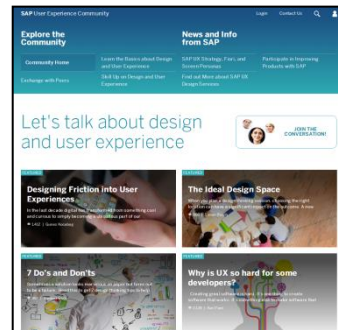 SAP User Experience Community
Login
Contact Us
Explore the
Community
News and Info
from SAP
Community Home
Learn the Basics about Design
and User Experience
SAP UX Strategy, Fiori, and
Screen Personas
Participate in Improving
Products with SAP
Exchange with Peers
Skill Up on Design and User
Experience
Find out More about SAP UX
Design Services
Let's talk about design
and user experience
JOIN THE
CONVERSATION!
FEATURED
Designing Friction into User
Experiences
FEATURED
The Ideal Design Space
FEATURED
7 Do's and Don'ts
FEATURED
Why is UX so hard for some
developers?